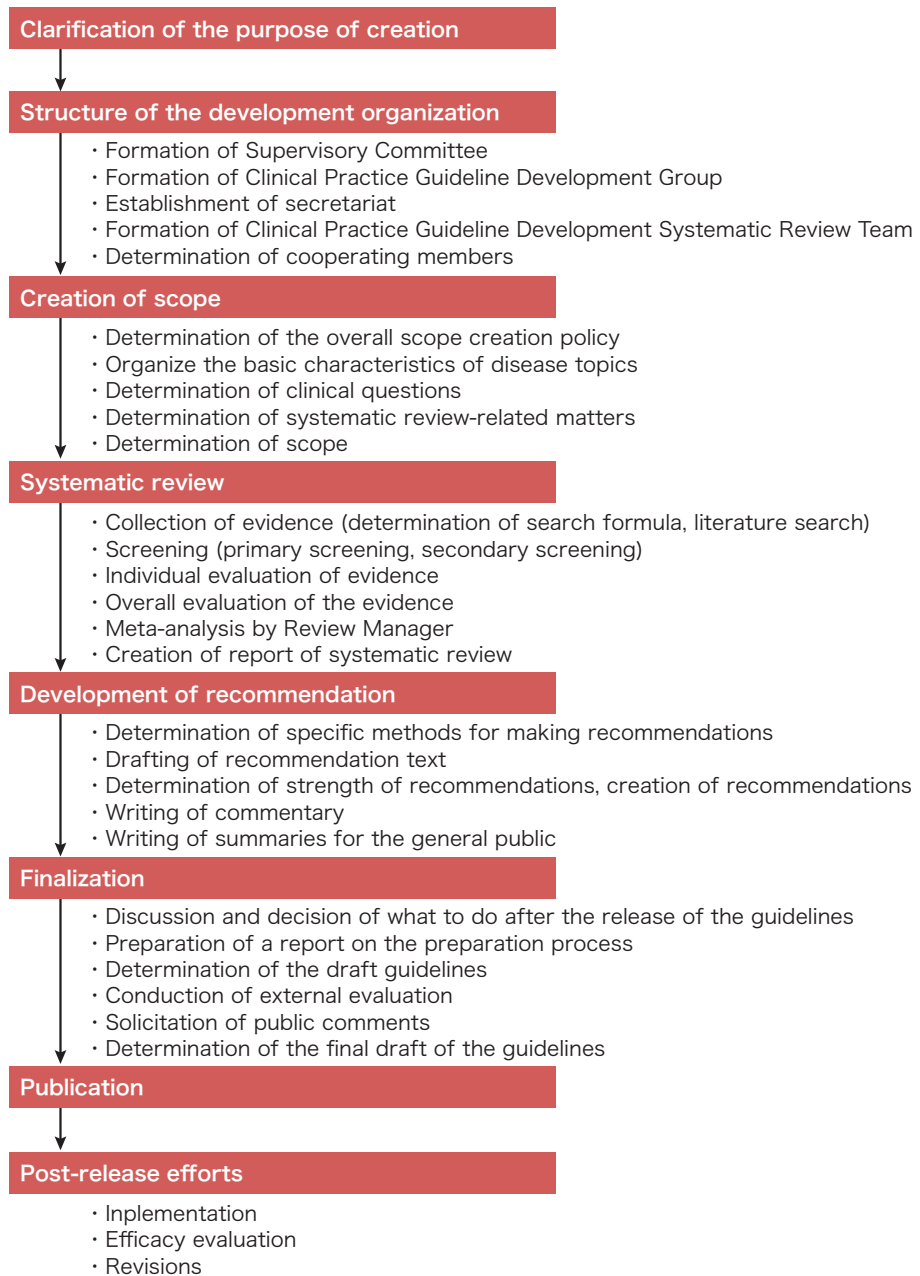 Clarification of the purpose of creation
Structure of the development organization
・Formation of Supervisory Committee
・Formation of Clinical Practice Guideline Development Group
・Establishment of secretariat
・Formation of Clinical Practice Guideline Development Systematic Review Team
・Determination of cooperating members
Creation of scope
・Determination of the overall scope creation policy
・Organize the basic characteristics of disease topics
・Determination of clinical questions
・Determination of systematic review-related matters
・Determination of scope
Systematic review
・Collection of evidence (determination of search formula, literature search)
・Screening (primary screening, secondary screening)
・Individual evaluation of evidence
・Overall evaluation of the evidence
・Meta-analysis by Review Manager
・Creation of report of systematic review
Development of recommendation
・Determination of specific methods for making recommendations
・Drafting of recommendation text
・Determination of strength of recommendations, creation of recommendations
・Writing of commentary
・Writing of summaries for the general public
Finalization
・Discussion and decision of what to do after the release of the guidelines
・Preparation of a report on the preparation process
・Determination of the draft guidelines
・Conduction of external evaluation
・Solicitation of public comments
・Determination of the final draft of the guidelines
Publication
Post-release efforts
・Inplementation
・Efficacy evaluation
・Revisions